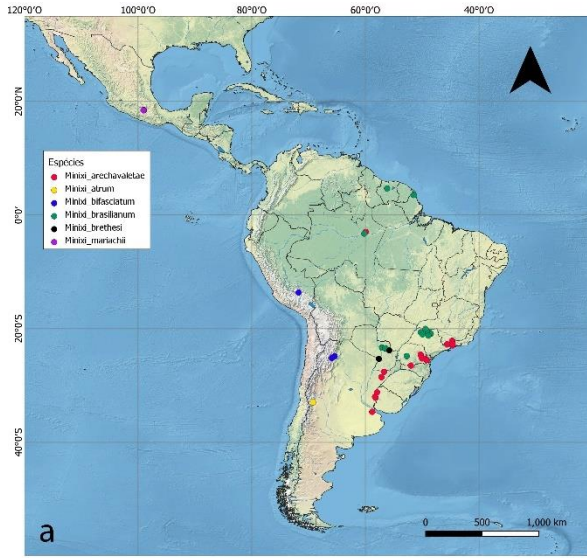 120°0'W 100°0'W 80°0'W 60°0'W 40°0'W
20°0'N
0°0'
20°0'S
40°0'S
Espécies
Minixi_arechavaletae
Minixi_atrum
Minixi_bifasciatum
Minixi_brasilianum
Minixi_brethesi
Minixi_mariachii
a
0 500 1,000 km